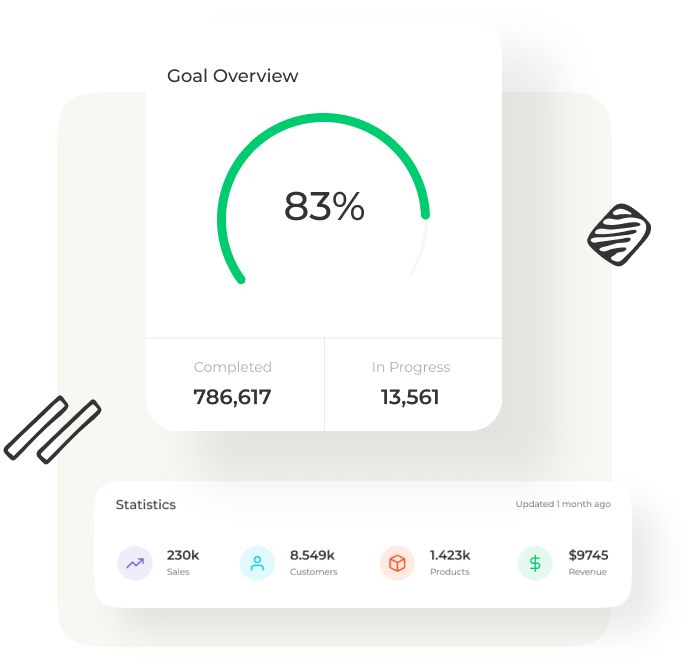 Goal Overview
83%
Completed
In Progress
786,617
13,561
Statistics
Updated 1 month ago
230k
8.549k
1.423k
$9745
Sales
Customers
Products
Revenue